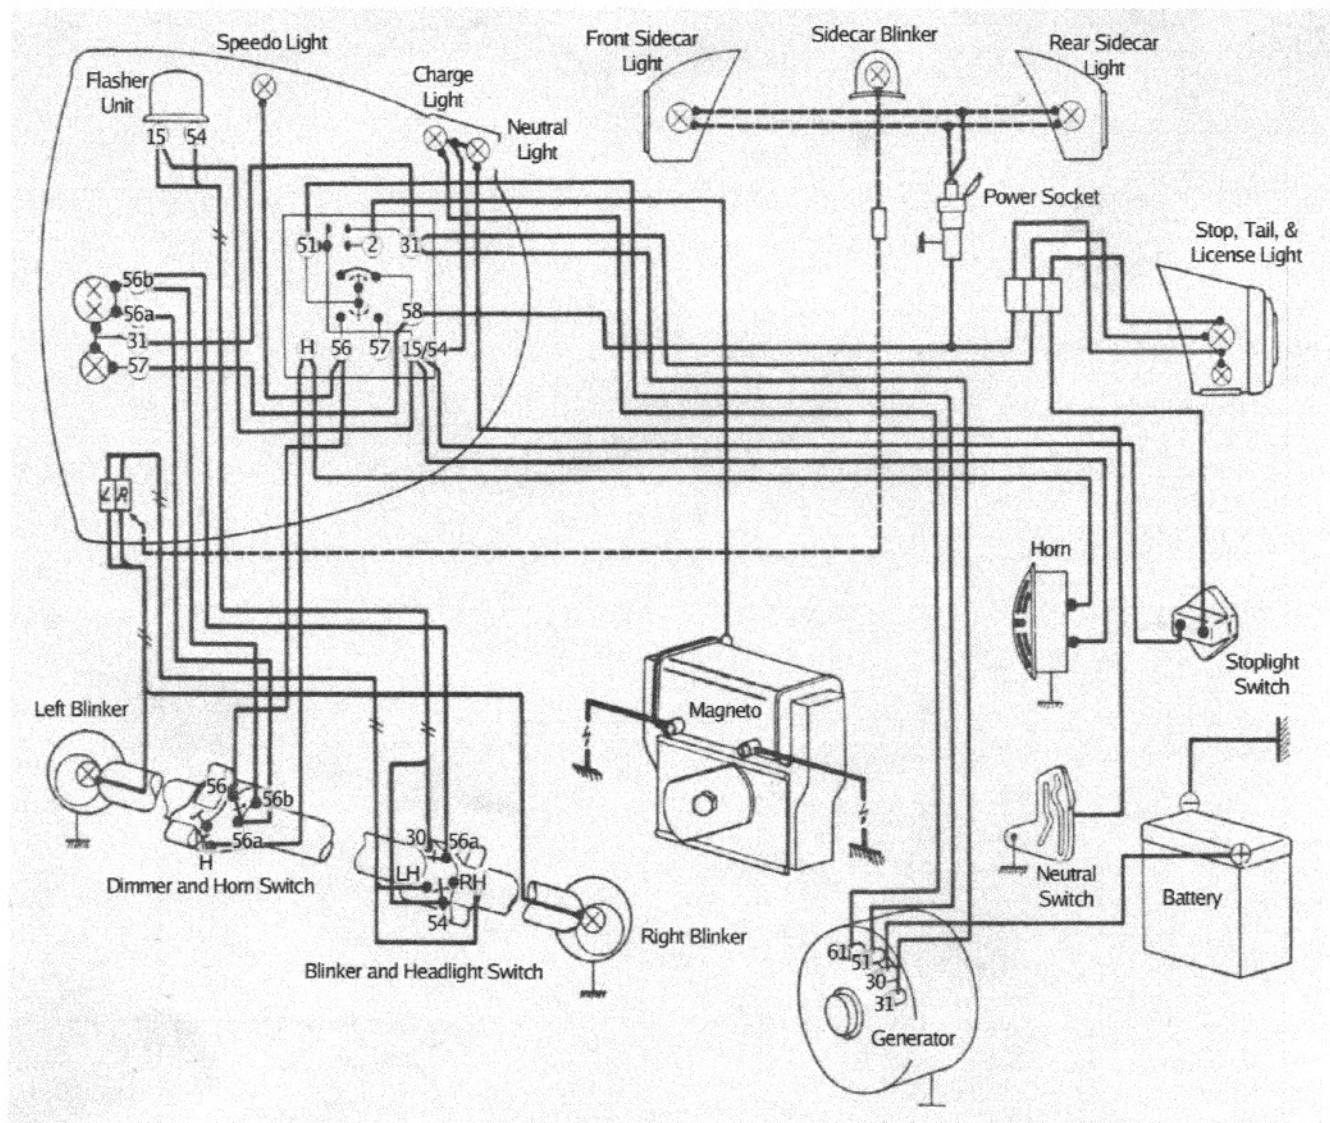 Speedo Light
Flasher
Unit
15 54
Charge
Light
Neutral
Light
Front Sidecar
Light
Sidecar Blinker
Rear Sidecar
Light
Power Socket
Stop, Tail, &
License Light
51 2 31
58
H 56 57 15/54
56b
56a
31
57
L R
Horn
Stoplight
Switch
Magneto
Left Blinker
56 56b
56a
H
Dimmer and Horn Switch
30 56a
LH RH
54
Blinker and Headlight Switch
Right Blinker
Neutral
Switch
Battery
61 51
30
31
Generator